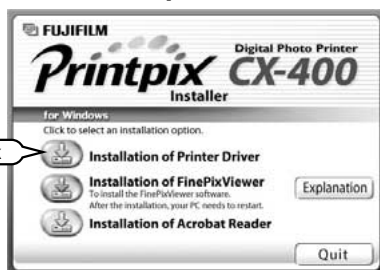 FUJIFILM
Digital Photo Printer
Printpix CX-400
Installer
for Windows
Click to select an installation option.
Installation of Printer Driver
Installation of FinePixViewer
To install the FinePixViewer software.
After the installation, your PC needs to restart.
Explanation
Installation of Acrobat Reader
Quit